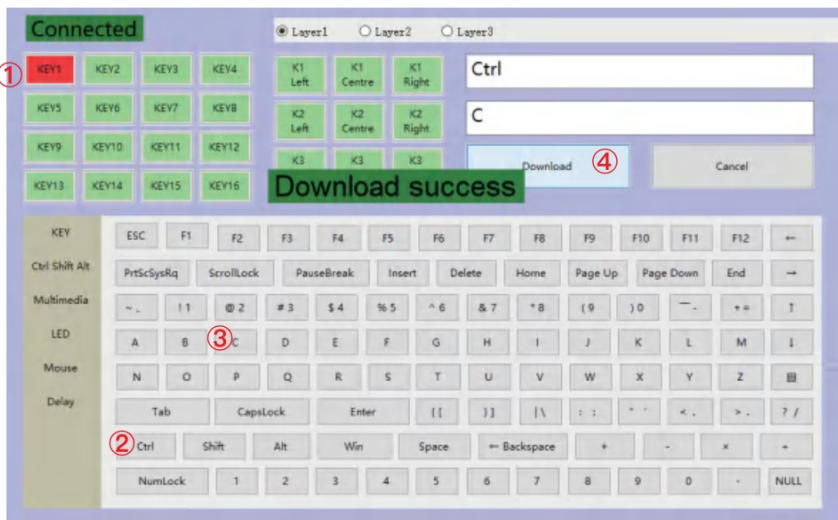 Connected
Layer1 Layer2 Layer3
① KEY1 KEY2 KEY3 KEY4
K1 Left K1 Centre K1 Right
Ctrl
KEY5 KEY6 KEY7 KEY8
K2 Left K2 Centre K2 Right
C
KEY9 KEY10 KEY11 KEY12
K3 K3 K3
Download ④ Cancel
KEY13 KEY14 KEY15 KEY16
Download success
KEY
Ctrl Shift Alt
Multimedia
LED
Mouse
Delay
ESC F1 F2 F3 F4 F5 F6 F7 F8 F9 F10 F11 F12 ←
PrtScSysRq ScrollLock PauseBreak Insert Delete Home Page Up Page Down End →
~ . ! 1 @ 2 # 3 $ 4 % 5 ^ 6 & 7 * 8 ( 9 ) 0 — - + = ↑
A B ③ C D E F G H I J K L M ↓
N O P Q R S T U V W X Y Z ▤
Tab CapsLock Enter [ [ ] ] | \ : ; " ' < . > . ? /
② Ctrl Shift Alt Win Space ← Backspace + - × ÷
NumLock 1 2 3 4 5 6 7 8 9 0 . NULL